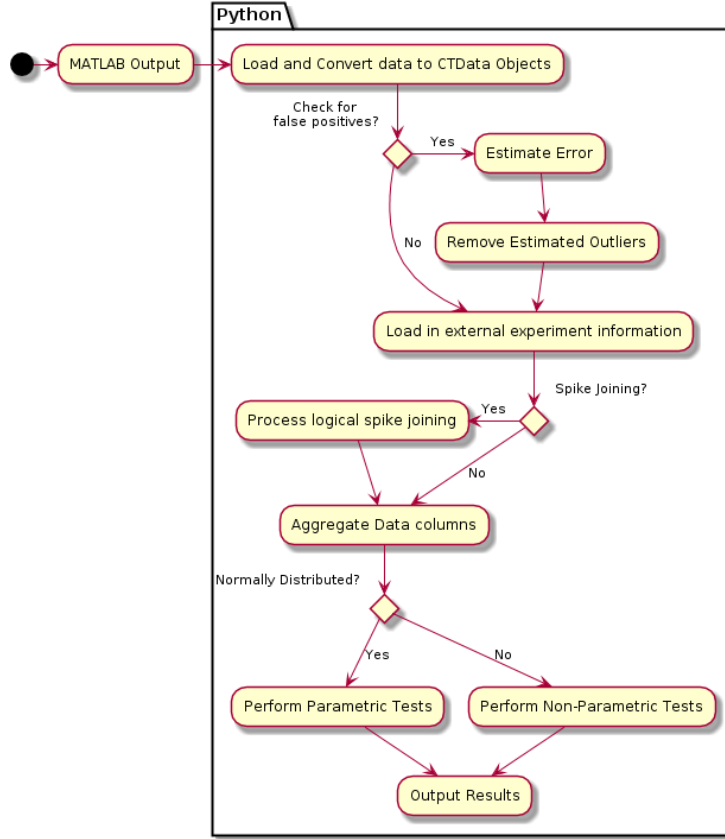 Python
MATLAB Output
Load and Convert data to CTData Objects
Check for
false positives?
Yes
Estimate Error
No
Remove Estimated Outliers
Load in external experiment information
Spike Joining?
Yes
Process logical spike joining
No
Aggregate Data columns
Normally Distributed?
Yes
No
Perform Parametric Tests
Perform Non-Parametric Tests
Output Results